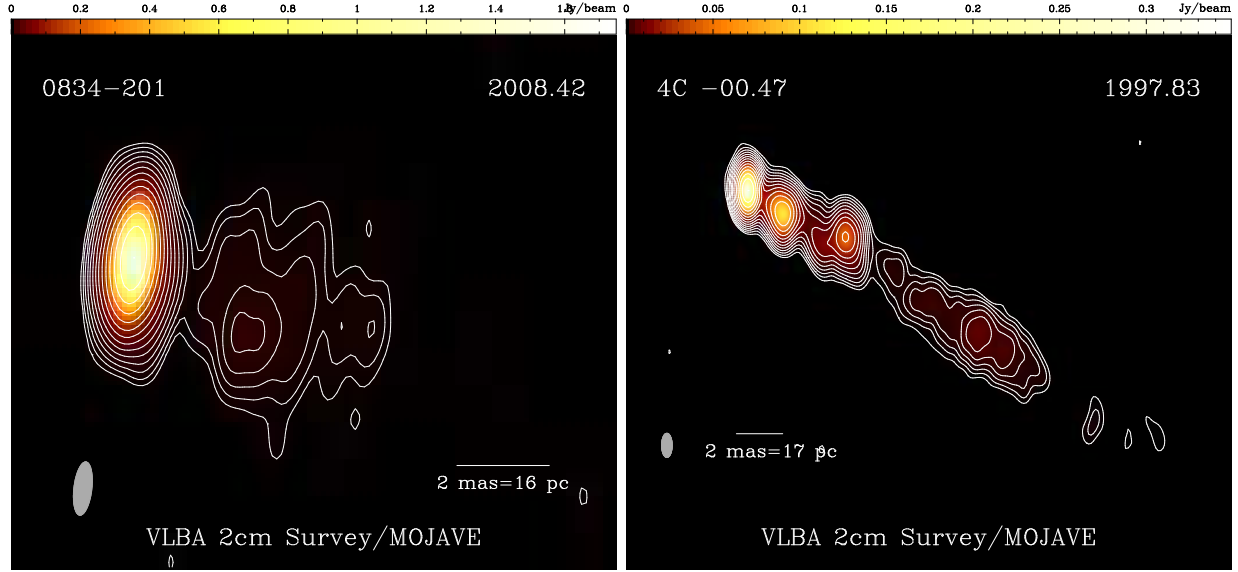 0 0.2 0.4 0.6 0.8 1 1.2 1.4 Jy/beam
0834−201 2008.42
2 mas=16 pc
VLBA 2cm Survey/MOJAVE
0 0.05 0.1 0.15 0.2 0.25 0.3 Jy/beam
4C −00.47 1997.83
2 mas=17 pc
VLBA 2cm Survey/MOJAVE